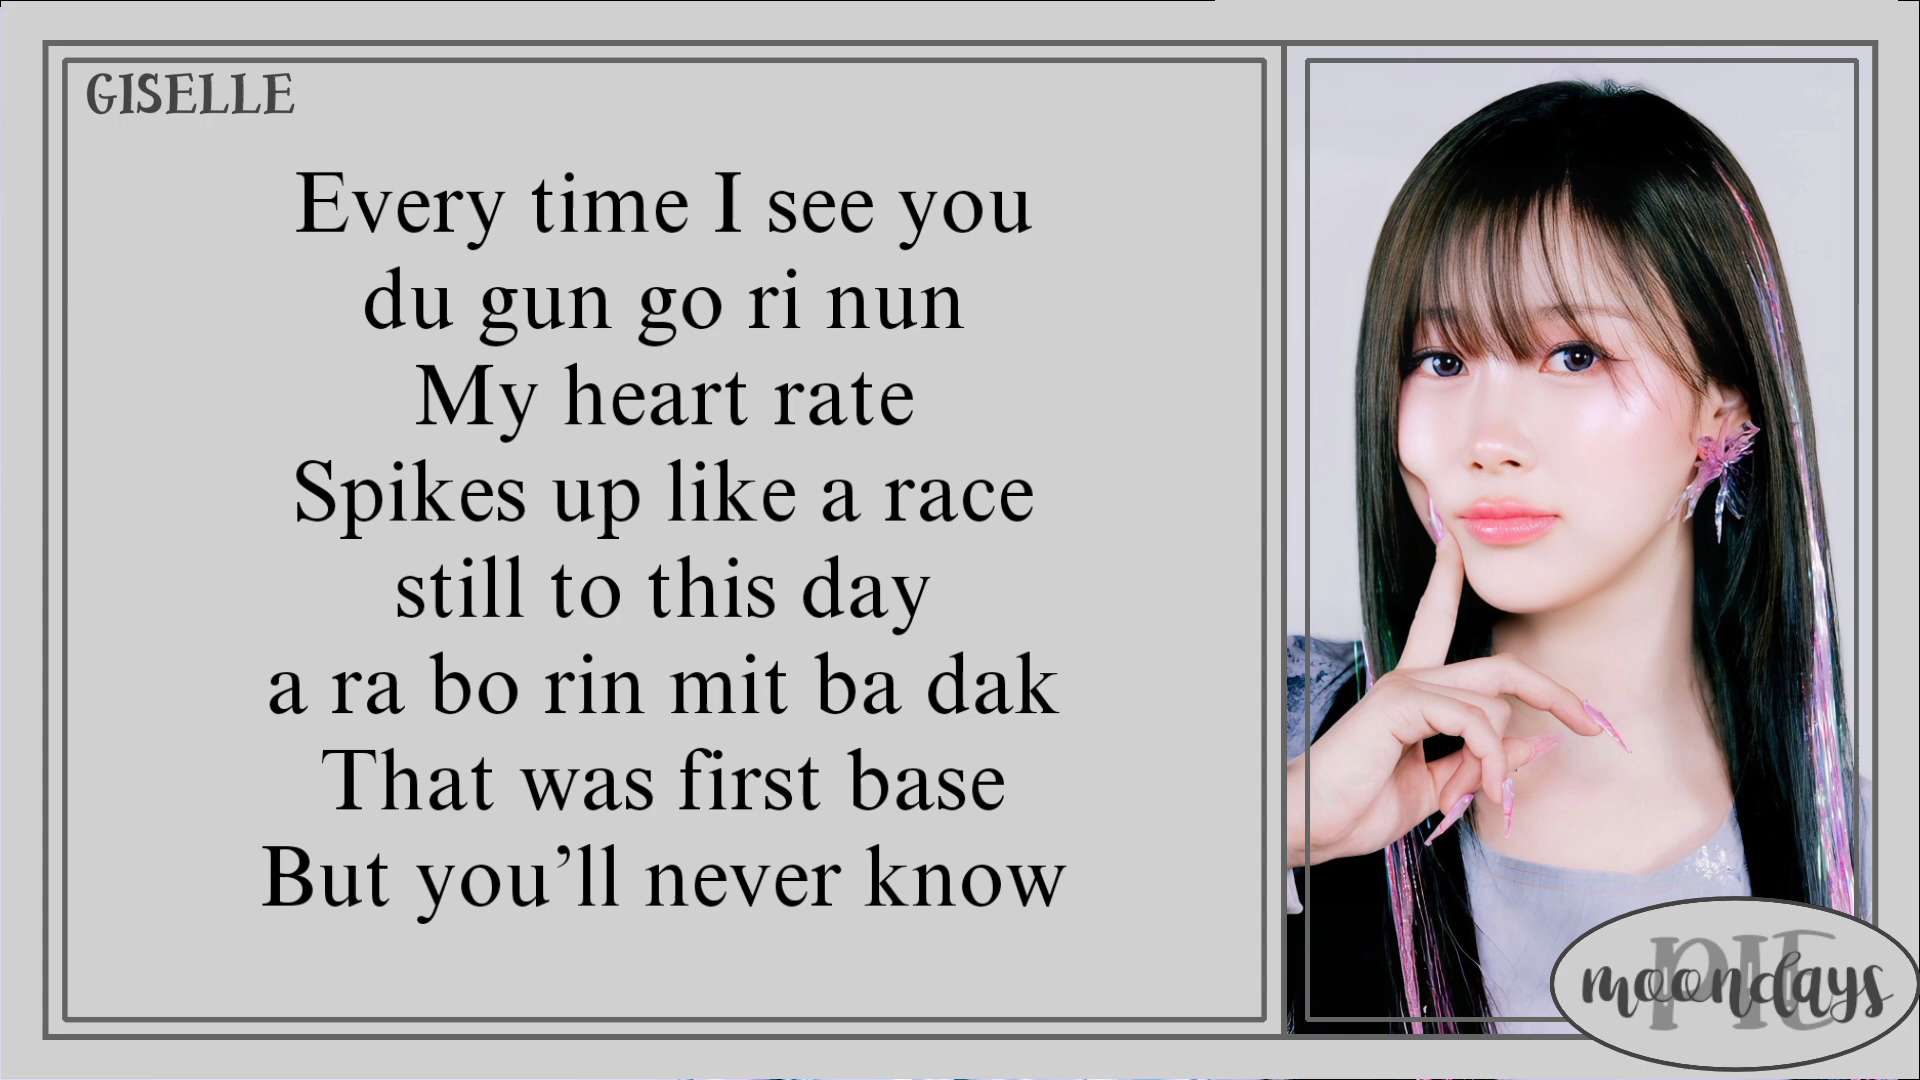 GISELLE
Every time I see you
du gun go ri nun
My heart rate
Spikes up like a race
still to this day
a ra bo rin mit ba dak
That was first base
But you’ll never know
PIE
moondays